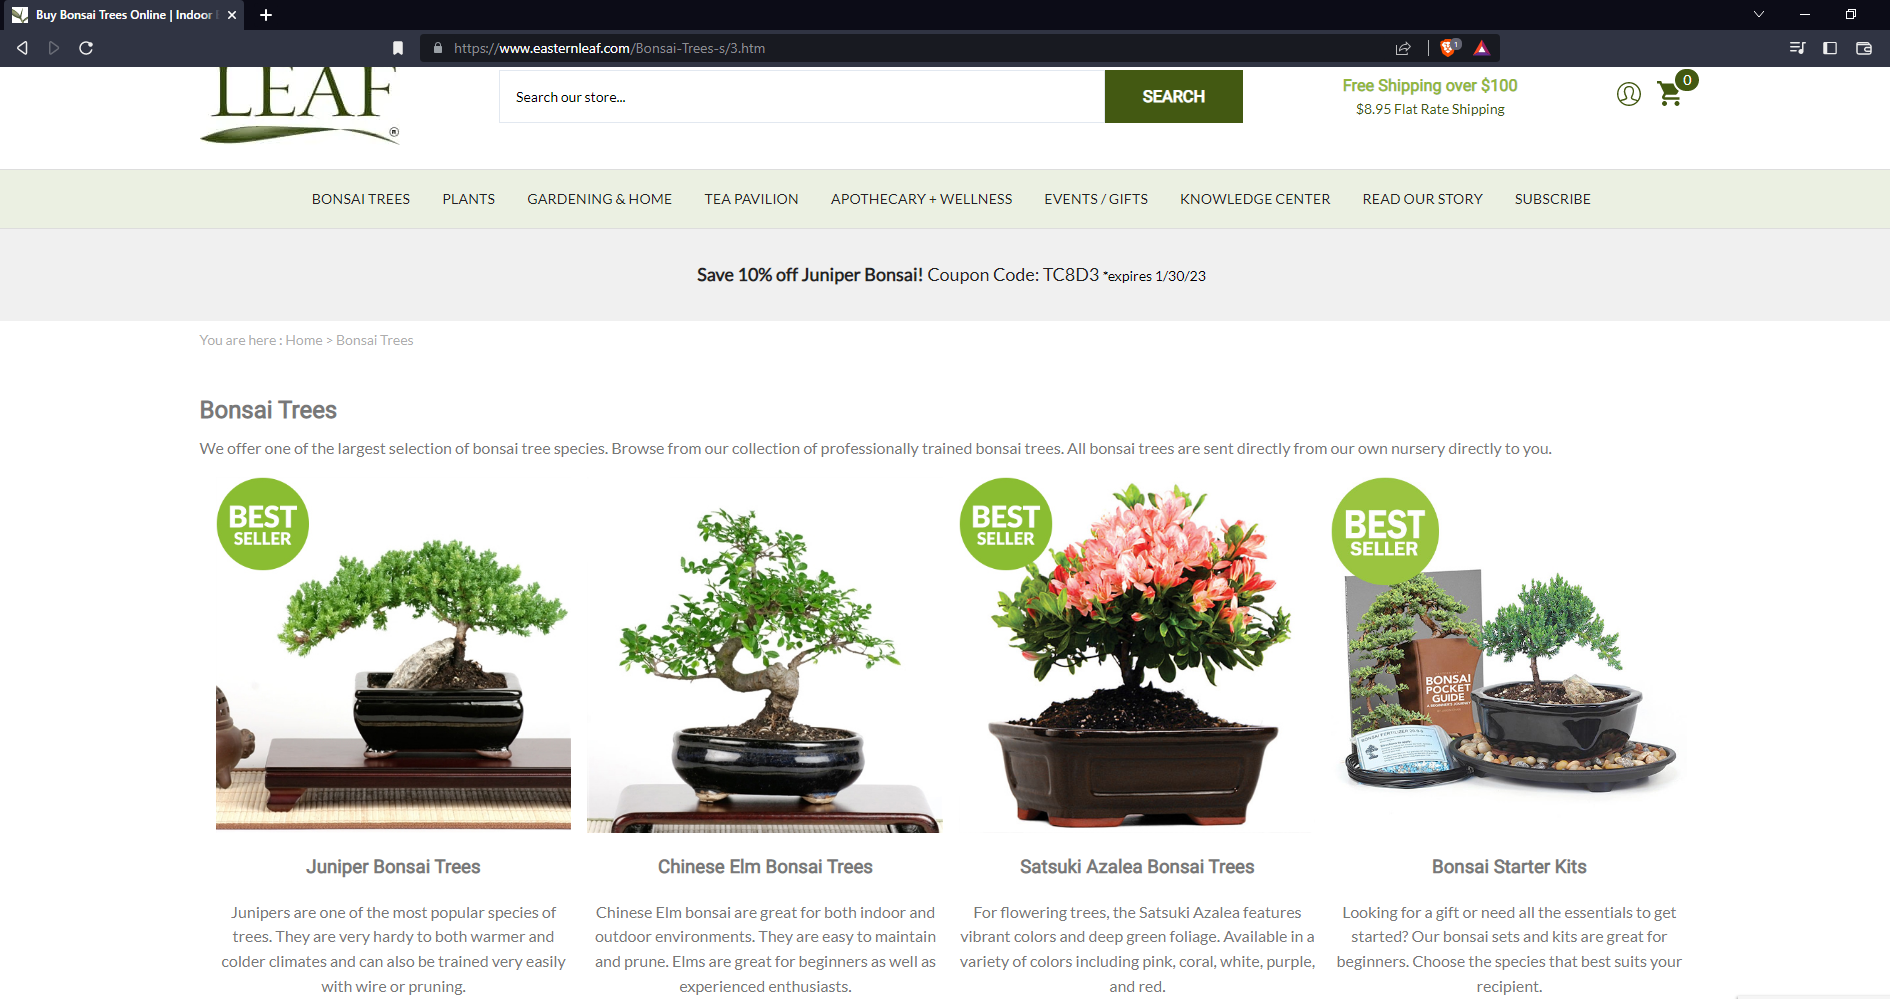 Buy Bonsai Trees Online | Indoor
https://www.easternleaf.com/Bonsai-Trees-s/3.htm
1
LEAF
®
Search our store...
SEARCH
Free Shipping over $100
$8.95 Flat Rate Shipping
0
BONSAI TREES PLANTS GARDENING & HOME TEA PAVILION APOTHECARY + WELLNESS EVENTS / GIFTS KNOWLEDGE CENTER READ OUR STORY SUBSCRIBE
Save 10% off Juniper Bonsai! Coupon Code: TC8D3 *expires 1/30/23
You are here : Home > Bonsai Trees
Bonsai Trees
We offer one of the largest selection of bonsai tree species. Browse from our collection of professionally trained bonsai trees. All bonsai trees are sent directly from our own nursery directly to you.
BEST
SELLER
Juniper Bonsai Trees
Junipers are one of the most popular species of
trees. They are very hardy to both warmer and
colder climates and can also be trained very easily
with wire or pruning.
Chinese Elm Bonsai Trees
Chinese Elm bonsai are great for both indoor and
outdoor environments. They are easy to maintain
and prune. Elms are great for beginners as well as
experienced enthusiasts.
BEST
SELLER
Satsuki Azalea Bonsai Trees
For flowering trees, the Satsuki Azalea features
vibrant colors and deep green foliage. Available in a
variety of colors including pink, coral, white, purple,
and red.
BEST
SELLER
BONSAI
POCKET
GUIDE
A BEGINNER'S JOURNEY
BONSAI FERTILIZER
Bonsai Starter Kits
Looking for a gift or need all the essentials to get
started? Our bonsai sets and kits are great for
beginners. Choose the species that best suits your
recipient.